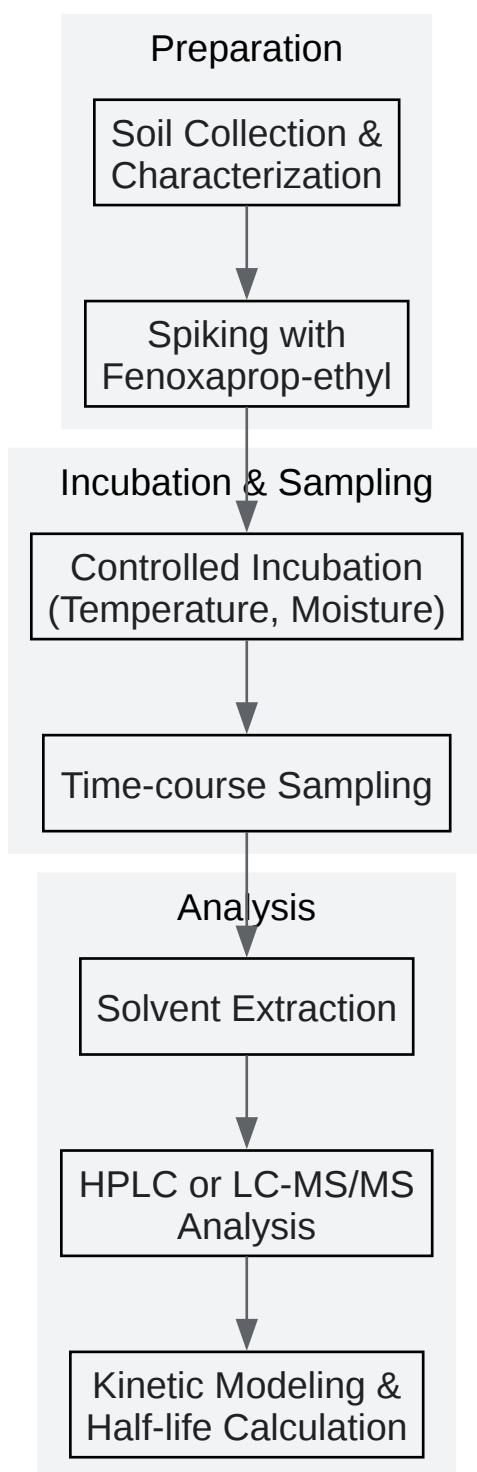 Preparation
Soil Collection &
Characterization
Spiking with
Fenoxaprop-ethyl
Incubation & Sampling
Controlled Incubation
(Temperature, Moisture)
Time-course Sampling
Analysis
Solvent Extraction
HPLC or LC-MS/MS
Analysis
Kinetic Modeling &
Half-life Calculation